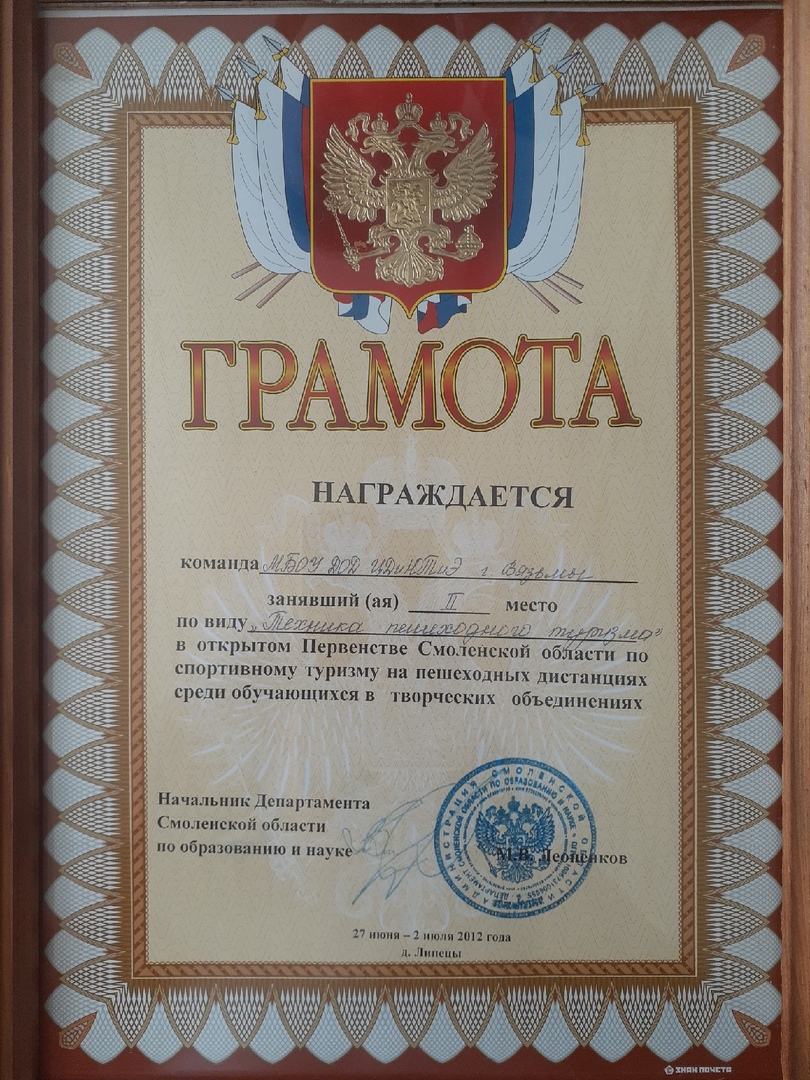 ГРАМОТА
НАГРАЖДАЕТСЯ
команда МБОУ ДОД ЦДиЮТиЭ г. Вязьмы
занявший (ая) II место
по виду „Техника пешеходного туризма"
в открытом Первенстве Смоленской области по
спортивному туризму на пешеходных дистанциях
среди обучающихся в творческих объединениях
Начальник Департамента
Смоленской области
по образованию и науке
М.В. Леоненков
27 июня – 2 июля 2012 года
д. Липецы
ЗНАК ПОЧЕТА